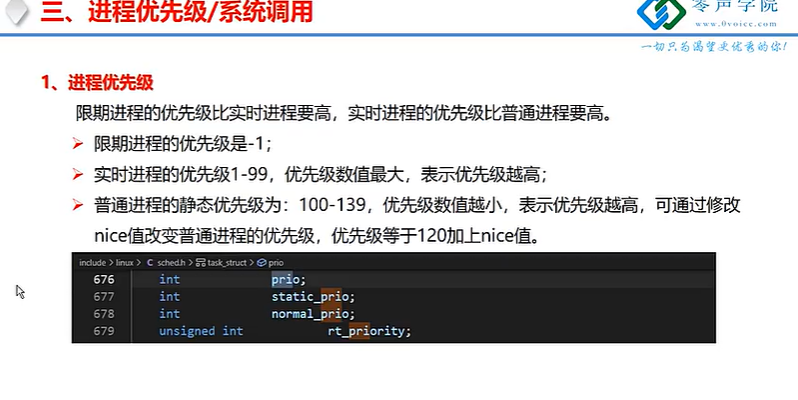 三、进程优先级/系统调用
零声学院
www.0voice.com
一切只为渴望更优秀的你!
1、进程优先级
限期进程的优先级比实时进程要高，实时进程的优先级比普通进程要高。
限期进程的优先级是-1；
实时进程的优先级1-99，优先级数值最大，表示优先级越高；
普通进程的静态优先级为：100-139，优先级数值越小，表示优先级越高，可通过修改
nice值改变普通进程的优先级，优先级等于120加上nice值。
include > linux > C sched.h > task_struct > prio
676 int prio;
677 int static_prio;
678 int normal_prio;
679 unsigned int rt_priority;